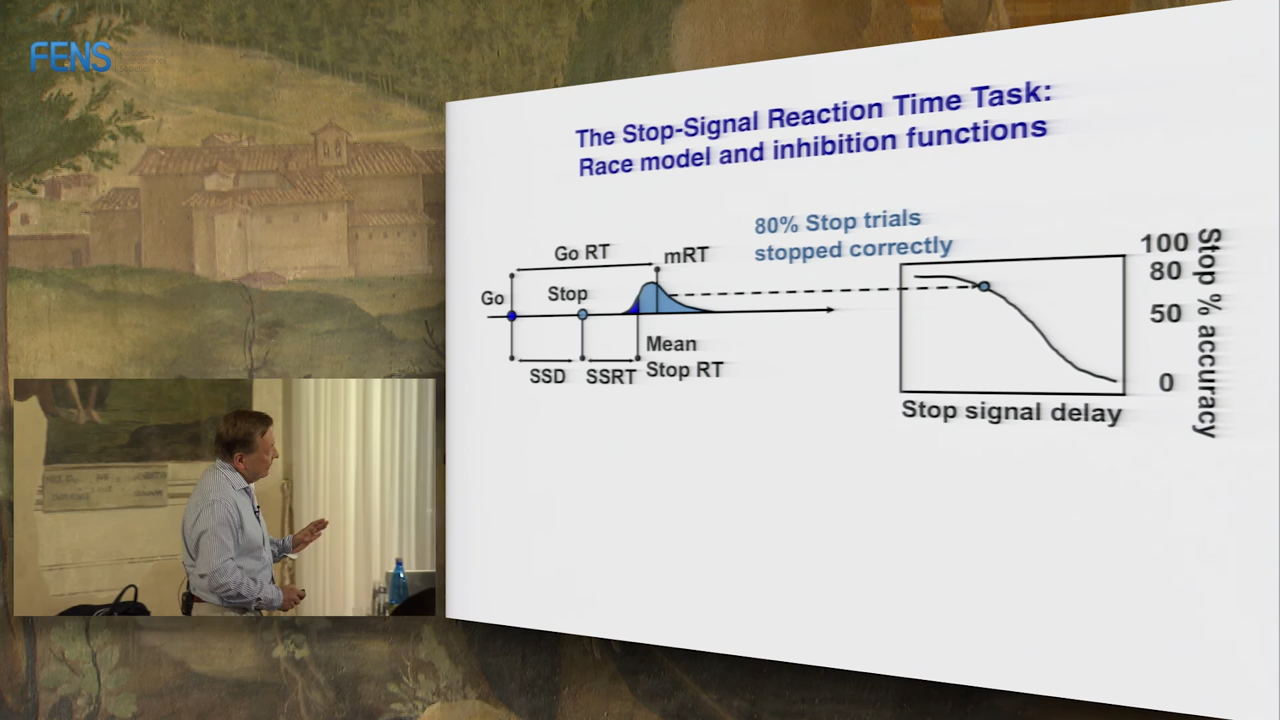 FENS
The Stop-Signal Reaction Time Task:
Race model and inhibition functions
80% Stop trials
stopped correctly
Go RT
mRT
Go
Stop
Mean
Stop RT
SSD
SSRT
100
80
50
0
Stop % accuracy
Stop signal delay